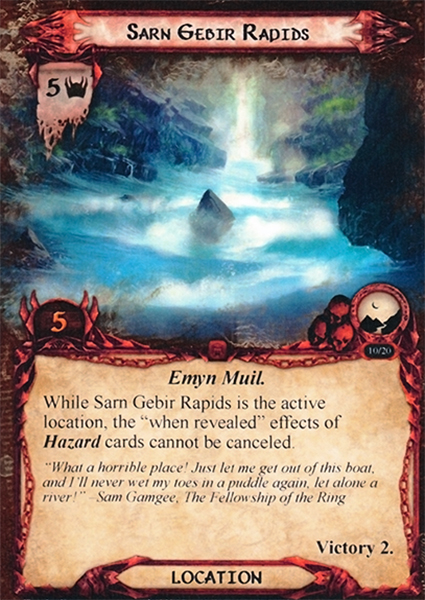 Sarn Gebir Rapids
5
5
10/20
Emyn Muil.
While Sarn Gebir Rapids is the active
location, the “when revealed” effects of
Hazard cards cannot be canceled.
“What a horrible place! Just let me get out of this boat,
and I’ll never wet my toes in a puddle again, let alone a
river!” –Sam Gamgee, The Fellowship of the Ring
Victory 2.
LOCATION